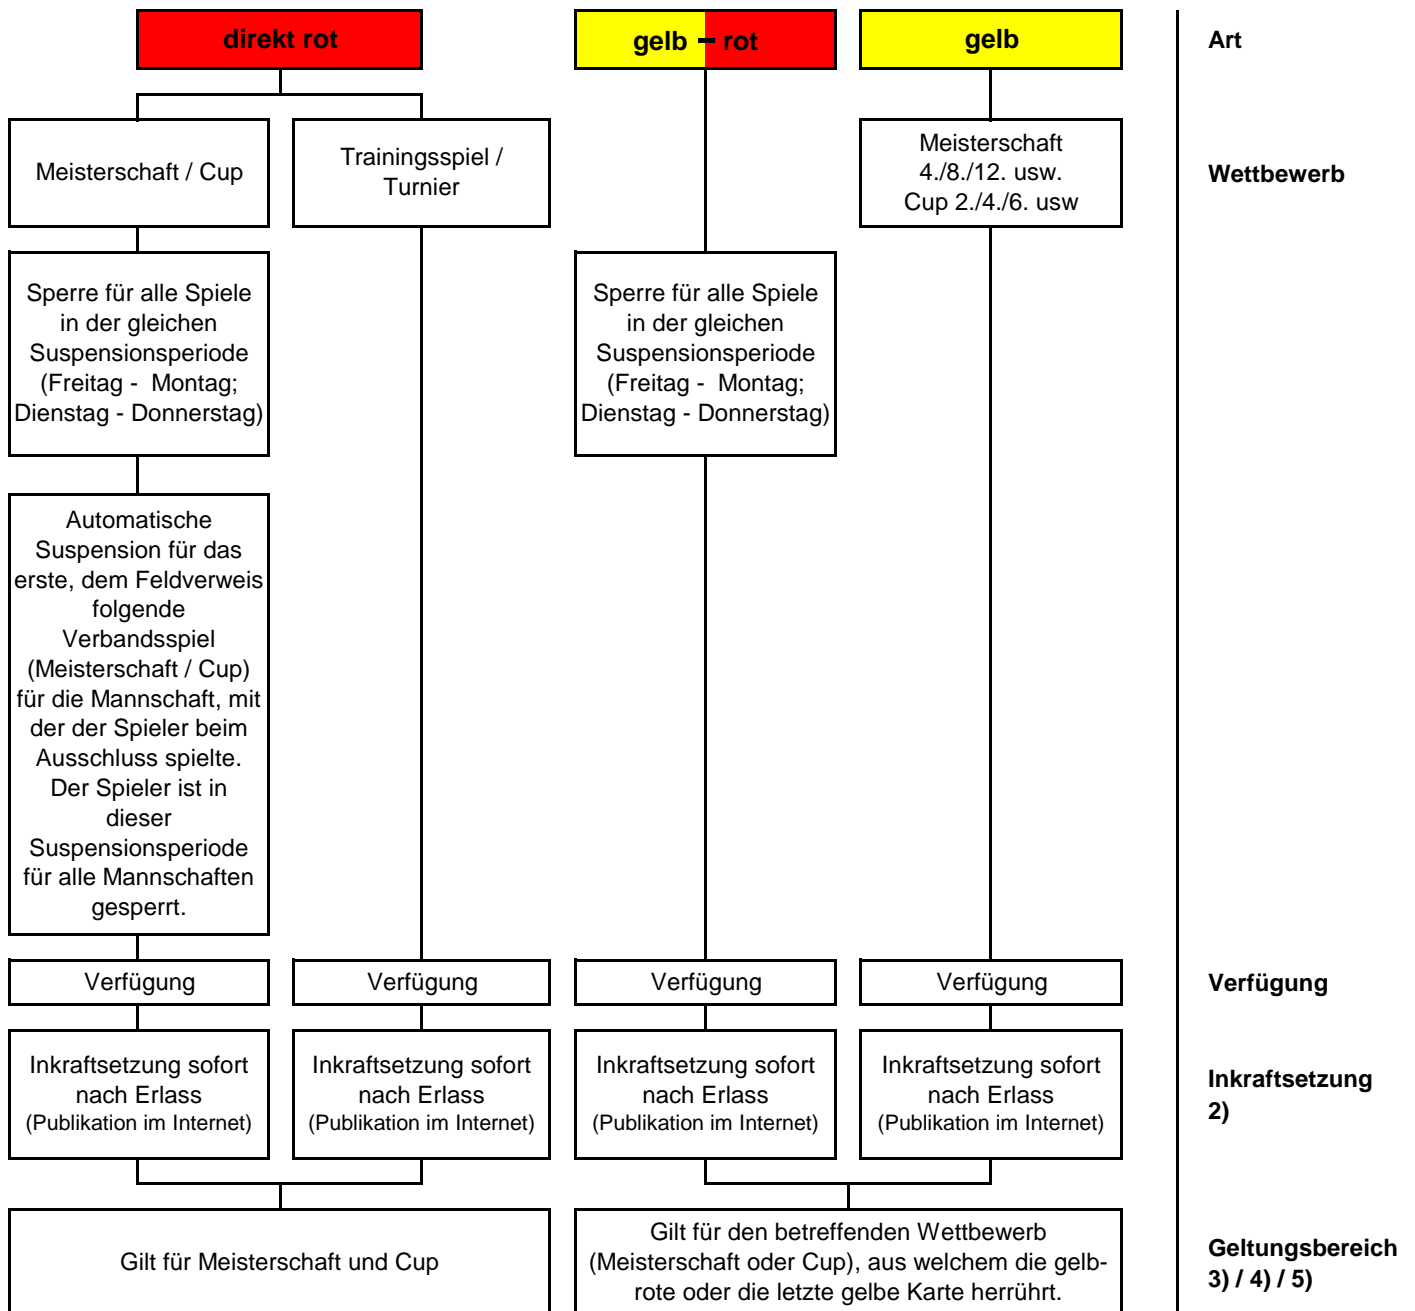 direkt rot
gelb – rot
gelb
Art
Meisterschaft / Cup
Trainingsspiel /
Turnier
Meisterschaft
4./8./12. usw.
Cup 2./4./6. usw
Wettbewerb
Sperre für alle Spiele
in der gleichen
Suspensionsperiode
(Freitag - Montag;
Dienstag - Donnerstag)
Sperre für alle Spiele
in der gleichen
Suspensionsperiode
(Freitag - Montag;
Dienstag - Donnerstag)
Automatische
Suspension für das
erste, dem Feldverweis
folgende
Verbandsspiel
(Meisterschaft / Cup)
für die Mannschaft, mit
der der Spieler beim
Ausschluss spielte.
Der Spieler ist in
dieser
Suspensionsperiode
für alle Mannschaften
gesperrt.
Verfügung
Verfügung
Verfügung
Verfügung
Verfügung
Inkraftsetzung sofort
nach Erlass
(Publikation im Internet)
Inkraftsetzung sofort
nach Erlass
(Publikation im Internet)
Inkraftsetzung sofort
nach Erlass
(Publikation im Internet)
Inkraftsetzung sofort
nach Erlass
(Publikation im Internet)
Inkraftsetzung
2)
Gilt für Meisterschaft und Cup
Gilt für den betreffenden Wettbewerb
(Meisterschaft oder Cup), aus welchem die gelb-
rote oder die letzte gelbe Karte herrührt.
Geltungsbereich
3) / 4) / 5)